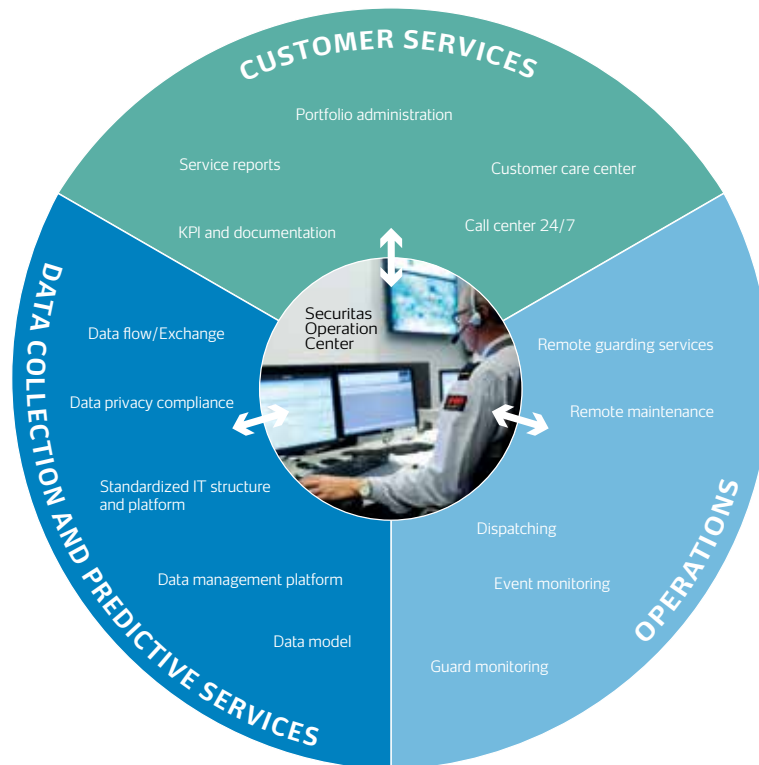 CUSTOMER SERVICES
Portfolio administration
Service reports
Customer care center
KPI and documentation
Call center 24/7
Securitas
Operation
Center
DATA COLLECTION AND PREDICTIVE SERVICES
Data flow/Exchange
Data privacy compliance
Standardized IT structure
and platform
Data management platform
Data model
OPERATIONS
Remote guarding services
Remote maintenance
Dispatching
Event monitoring
Guard monitoring